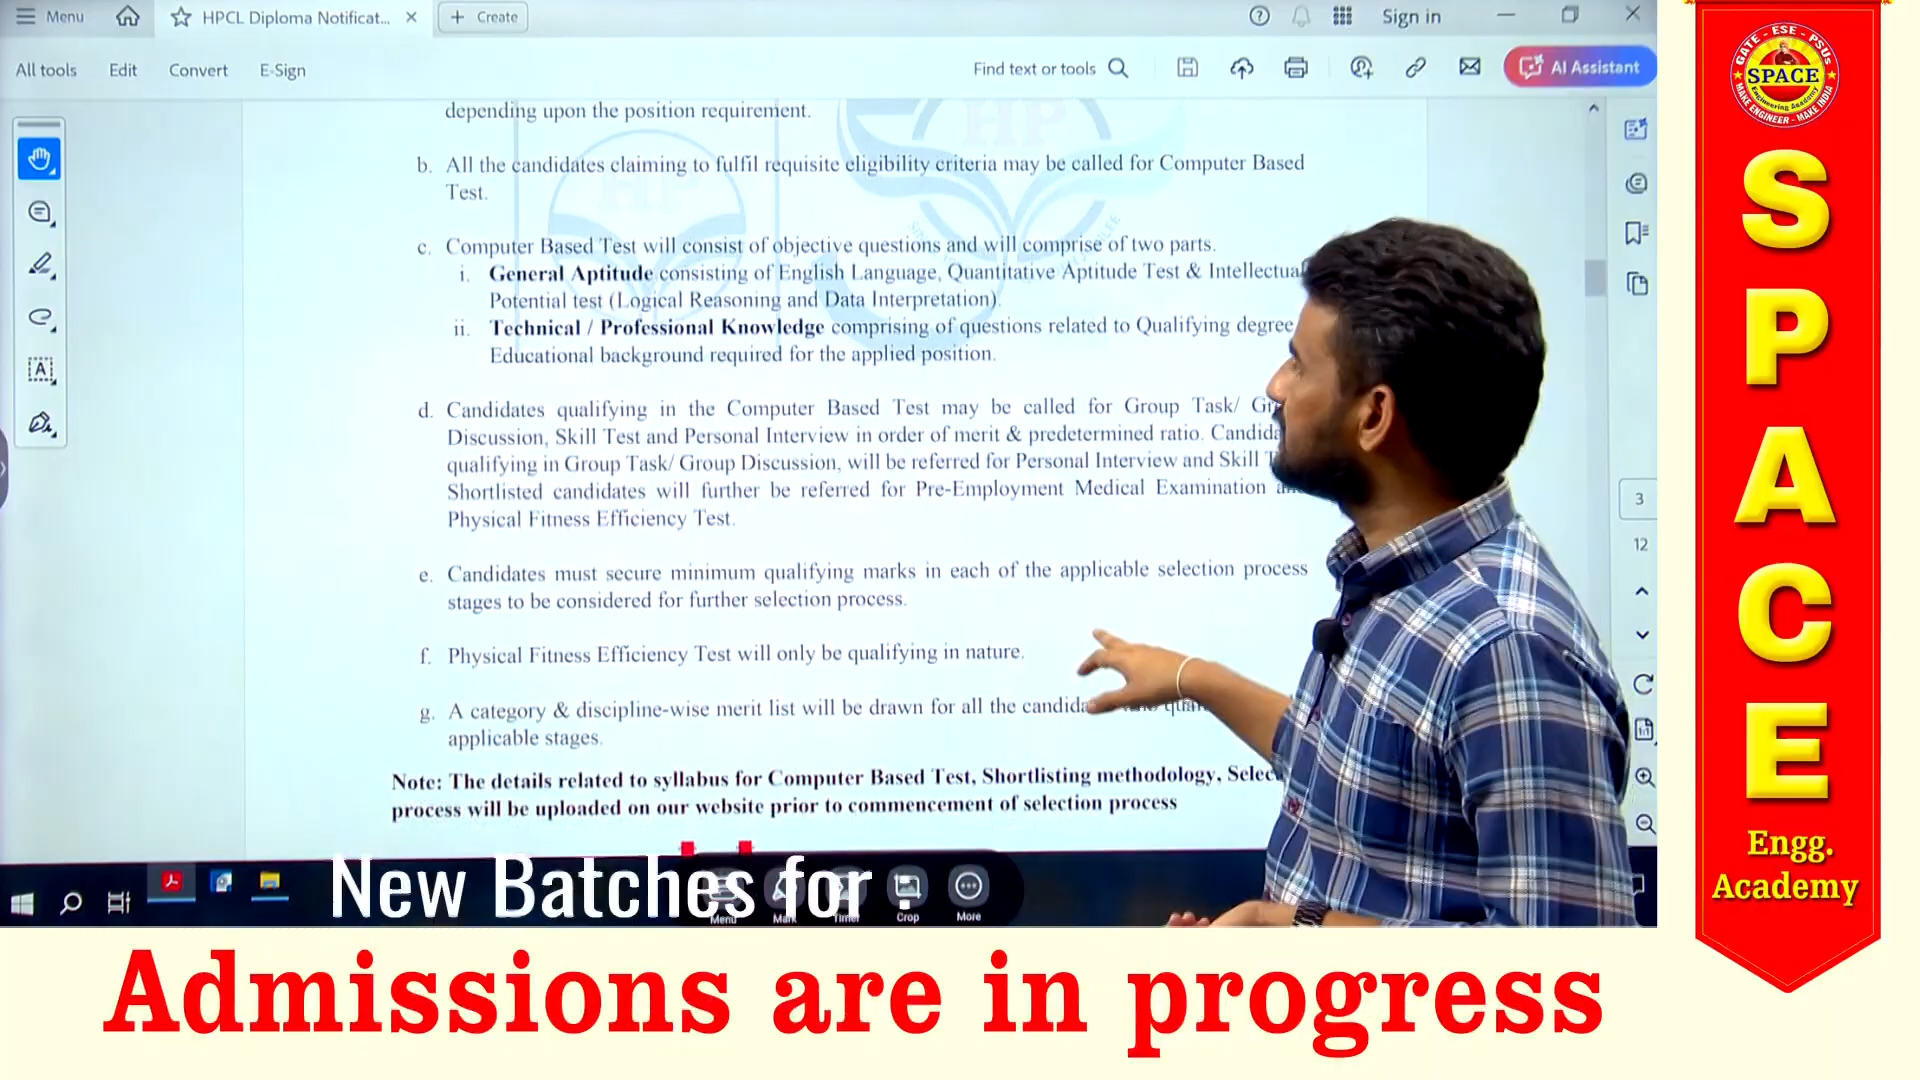 Menu
HPCL Diploma Notificat...
Create
Sign in
All tools
Edit
Convert
E-Sign
Find text or tools
AI Assistant
depending upon the position requirement.
b. All the candidates claiming to fulfil requisite eligibility criteria may be called for Computer Based
Test.
c. Computer Based Test will consist of objective questions and will comprise of two parts.
i. General Aptitude consisting of English Language, Quantitative Aptitude Test & Intellectual
Potential test (Logical Reasoning and Data Interpretation).
ii. Technical / Professional Knowledge comprising of questions related to Qualifying degree
Educational background required for the applied position.
d. Candidates qualifying in the Computer Based Test may be called for Group Task/
Discussion, Skill Test and Personal Interview in order of merit & predetermined ratio.
qualifying in Group Task/ Group Discussion, will be referred for Personal Interview and Skill
Shortlisted candidates will further be referred for Pre-Employment Medical Examination
Physical Fitness Efficiency Test.
e. Candidates must secure minimum qualifying marks in each of the applicable selection process
stages to be considered for further selection process.
f. Physical Fitness Efficiency Test will only be qualifying in nature.
g. A category & discipline-wise merit list will be drawn for all the
applicable stages.
Note: The details related to syllabus for Computer Based Test, Shortlisting methodology,
process will be uploaded on our website prior to commencement of selection process
3
12
HP
HP
New Batches for :
Menu
Mark
Timer
Crop
More
Admissions are in progress
GATE - ESE - PSUs
SPACE
Engineering Academy
MAKE ENGINEER - MAKE INDIA
SPACE
Engg.
Academy